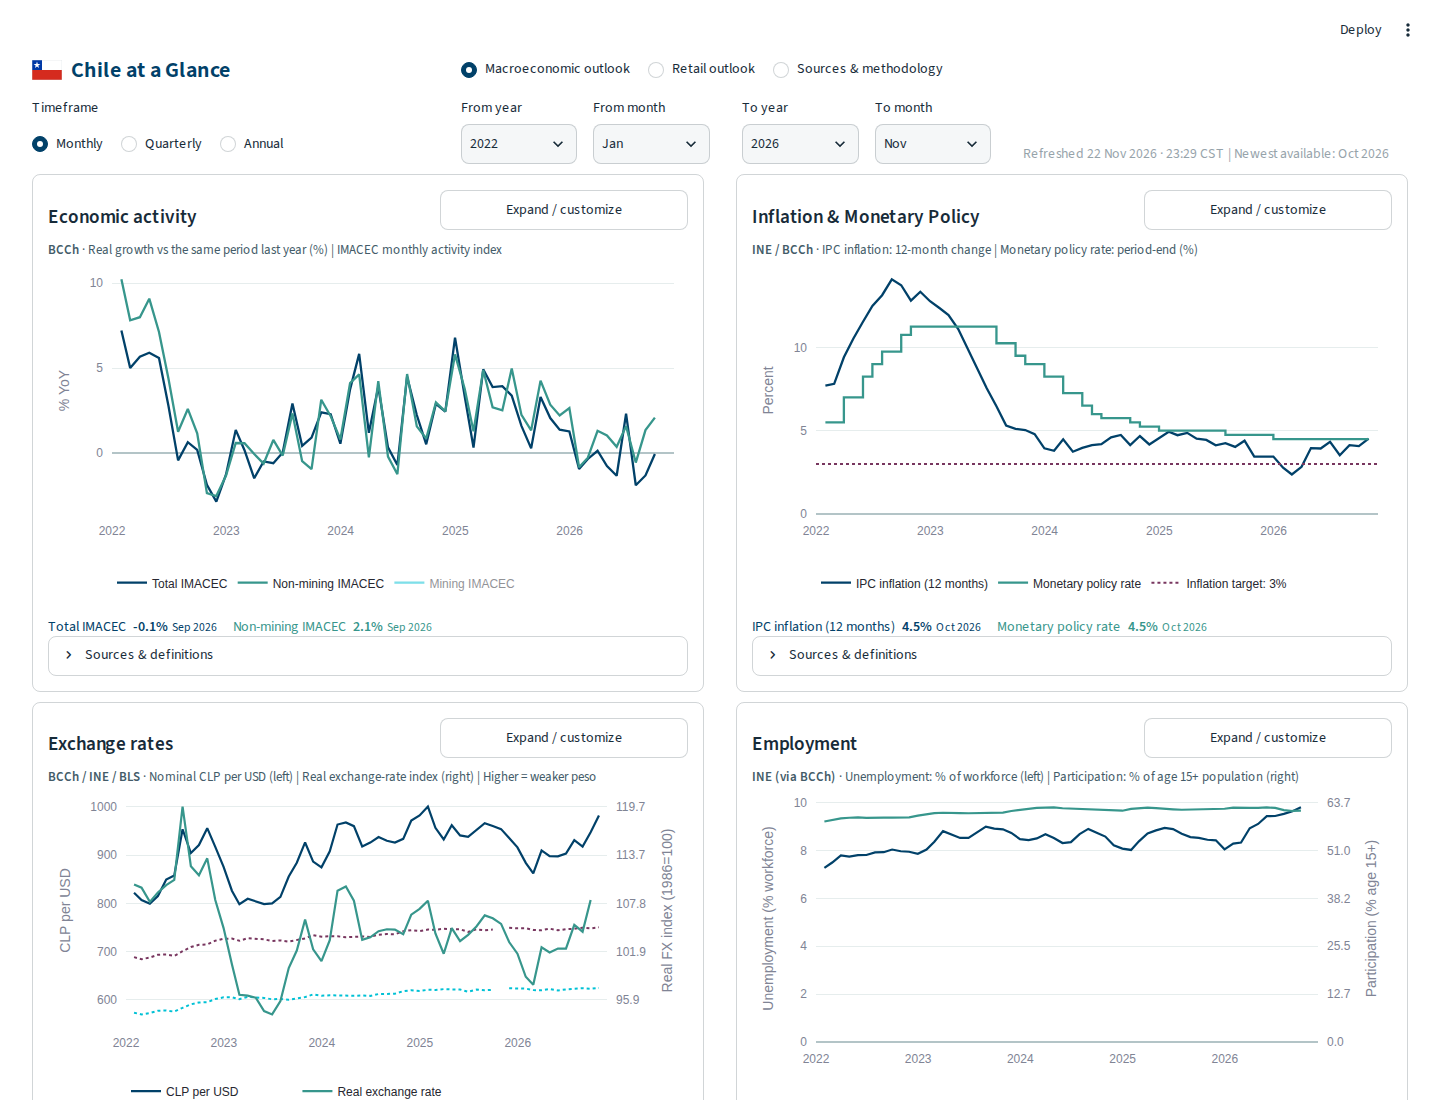 Deploy
Chile at a Glance
Macroeconomic outlook
Retail outlook
Sources & methodology
Timeframe
From year
From month
To year
To month
Monthly
Quarterly
Annual
2022
Jan
2026
Nov
Refreshed 22 Nov 2026 · 23:29 CST | Newest available: Oct 2026
Economic activity
Expand / customize
BCCh · Real growth vs the same period last year (%) | IMACEC monthly activity index
10
5
0
% YoY
2022
2023
2024
2025
2026
Total IMACEC
Non-mining IMACEC
Mining IMACEC
Total IMACEC -0.1% Sep 2026
Non-mining IMACEC 2.1% Sep 2026
Sources & definitions
Inflation & Monetary Policy
Expand / customize
INE / BCCh · IPC inflation: 12-month change | Monetary policy rate: period-end (%)
10
5
0
Percent
2022
2023
2024
2025
2026
IPC inflation (12 months)
Monetary policy rate
Inflation target: 3%
IPC inflation (12 months) 4.5% Oct 2026
Monetary policy rate 4.5% Oct 2026
Sources & definitions
Exchange rates
Expand / customize
BCCh / INE / BLS · Nominal CLP per USD (left) | Real exchange-rate index (right) | Higher = weaker peso
1000
900
800
700
600
CLP per USD
119.7
113.7
107.8
101.9
95.9
Real FX index (1986=100)
2022
2023
2024
2025
2026
CLP per USD
Real exchange rate
Employment
Expand / customize
INE (via BCCh) · Unemployment: % of workforce (left) | Participation: % of age 15+ population (right)
10
8
6
4
2
0
Unemployment (% workforce)
63.7
51.0
38.2
25.5
12.7
0.0
Participation (% age 15+)
2022
2023
2024
2025
2026